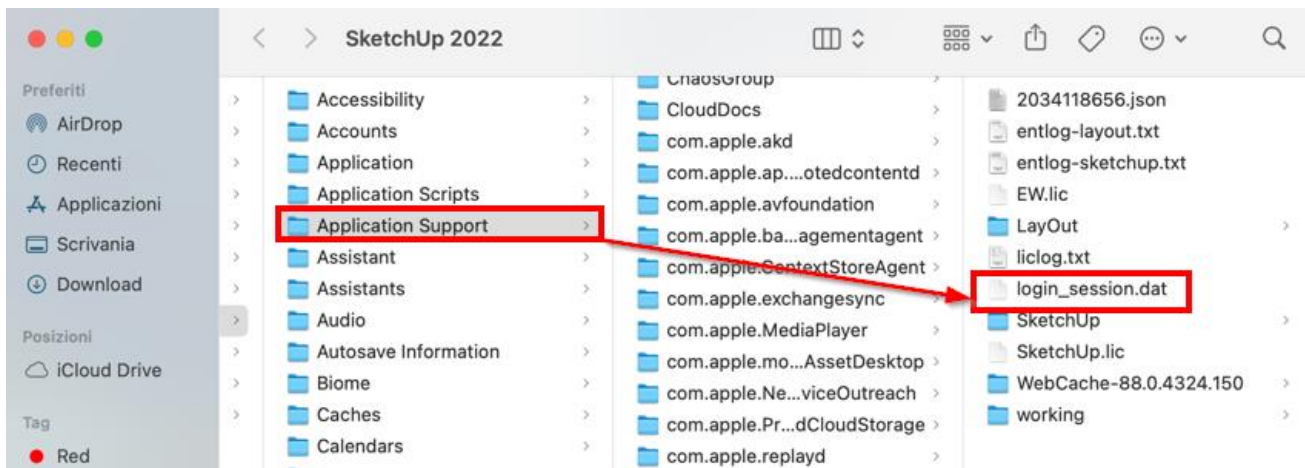 SketchUp 2022
Preferiti
AirDrop
Recenti
Applicazioni
Scrivania
Download
Posizioni
iCloud Drive
Tag
Red
Accessibility
Accounts
Application
Application Scripts
Application Support
Assistant
Assistants
Audio
Autosave Information
Biome
Caches
Calendars
ChaosGroup
CloudDocs
com.apple.akd
com.apple.ap....otedcontentd
com.apple.avfoundation
com.apple.ba...agementagent
com.apple.ContextStoreAgent
com.apple.exchangesync
com.apple.MediaPlayer
com.apple.mo...AssetDesktop
com.apple.Ne...viceOutreach
com.apple.Pr...dCloudStorage
com.apple.replayd
2034118656.json
entlog-layout.txt
entlog-sketchup.txt
EW.lic
LayOut
liclog.txt
login_session.dat
SketchUp
SketchUp.lic
WebCache-88.0.4324.150
working